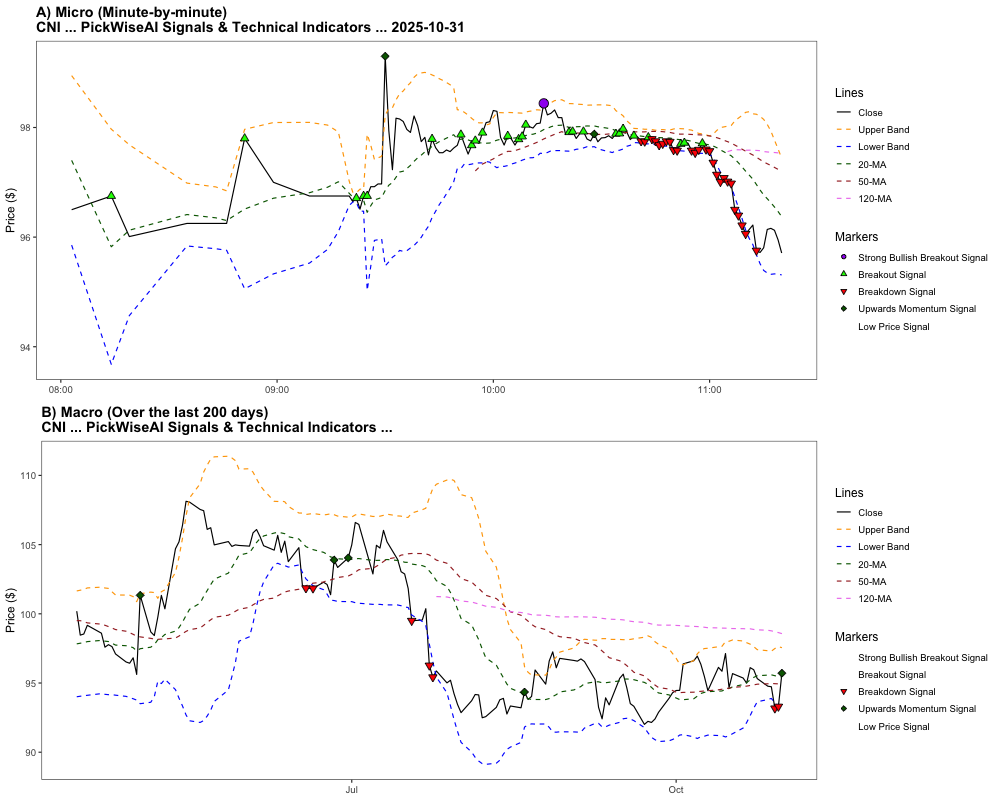 A) Micro (Minute-by-minute)
CNI ... PickWiseAI Signals & Technical Indicators ... 2025-10-31
Price ($)
98
96
94
08:00
09:00
10:00
11:00
Lines
Close
Upper Band
Lower Band
20-MA
50-MA
120-MA
Markers
Strong Bullish Breakout Signal
Breakout Signal
Breakdown Signal
Upwards Momentum Signal
Low Price Signal
B) Macro (Over the last 200 days)
CNI ... PickWiseAI Signals & Technical Indicators ...
Price ($)
110
105
100
95
90
Jul
Oct
Lines
Close
Upper Band
Lower Band
20-MA
50-MA
120-MA
Markers
Strong Bullish Breakout Signal
Breakout Signal
Breakdown Signal
Upwards Momentum Signal
Low Price Signal